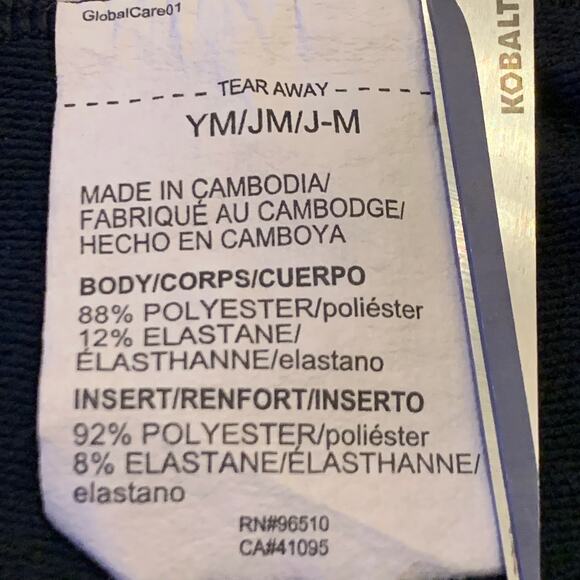 GlobalCare01
- - - - - - - - - TEAR AWAY - - - - -
YM/JM/J-M
MADE IN CAMBODIA/
FABRIQUÉ AU CAMBODGE/
HECHO EN CAMBOYA
BODY/CORPS/CUERPO
88% POLYESTER/poliéster
12% ELASTANE/
ÉLASTHANNE/elastano
INSERT/RENFORT/INSERTO
92% POLYESTER/poliéster
8% ELASTANE/ÉLASTHANNE/
elastano
RN#96510
CA#41095
KOBALT